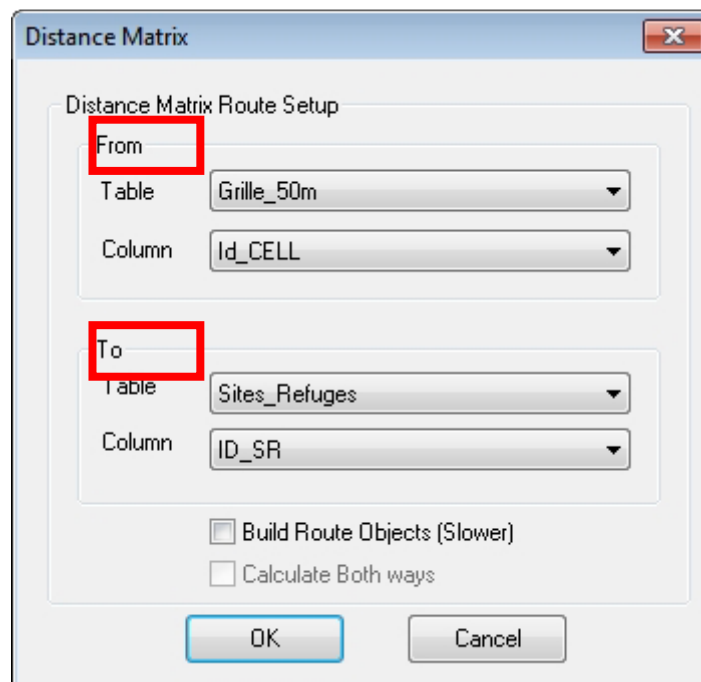 Distance Matrix
Distance Matrix Route Setup
From
Table Grille_50m
Column Id_CELL
To
Table Sites_Refuges
Column ID_SR
Build Route Objects (Slower)
Calculate Both ways
OK Cancel